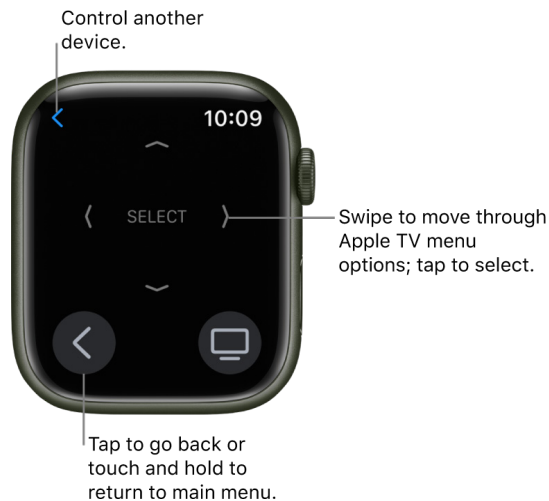 Control another
device.
10:09
SELECT
Swipe to move through
Apple TV menu
options; tap to select.
Tap to go back or
touch and hold to
return to main menu.